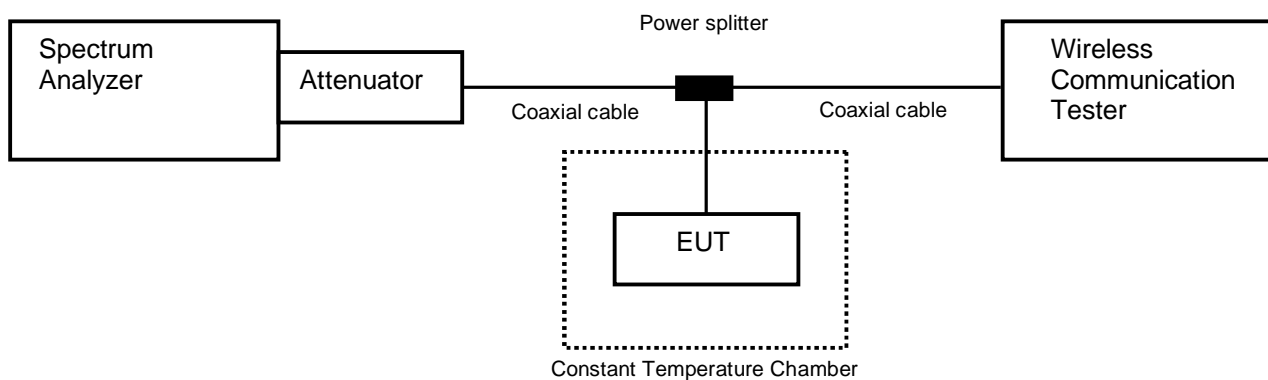 Power splitter
Spectrum
Analyzer
Attenuator
Wireless
Communication
Tester
Coaxial cable
Coaxial cable
EUT
Constant Temperature Chamber